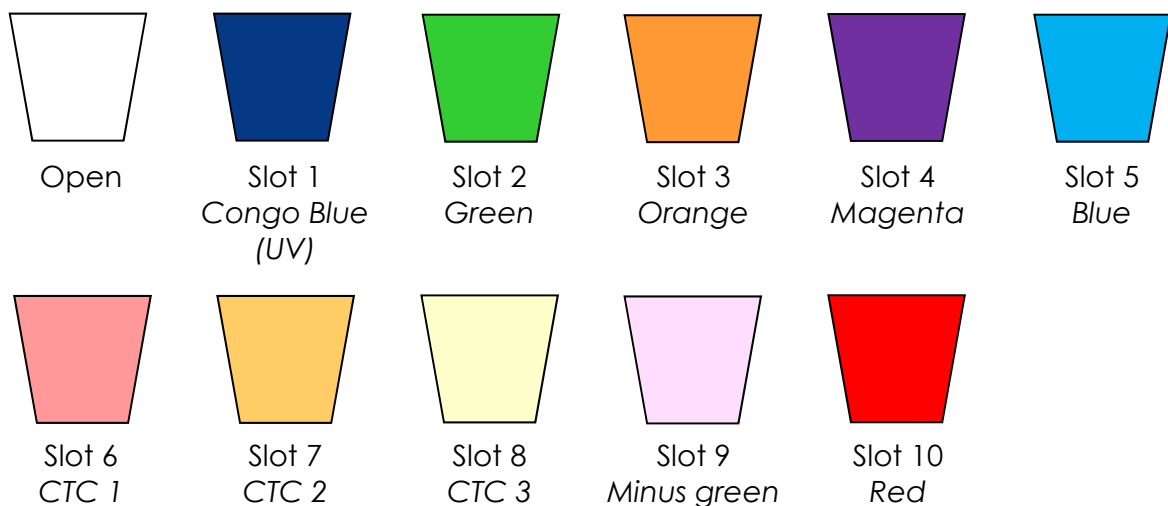 Open
Slot 1
Congo Blue
(UV)
Slot 2
Green
Slot 3
Orange
Slot 4
Magenta
Slot 5
Blue
Slot 6
CTC 1
Slot 7
CTC 2
Slot 8
CTC 3
Slot 9
Minus green
Slot 10
Red